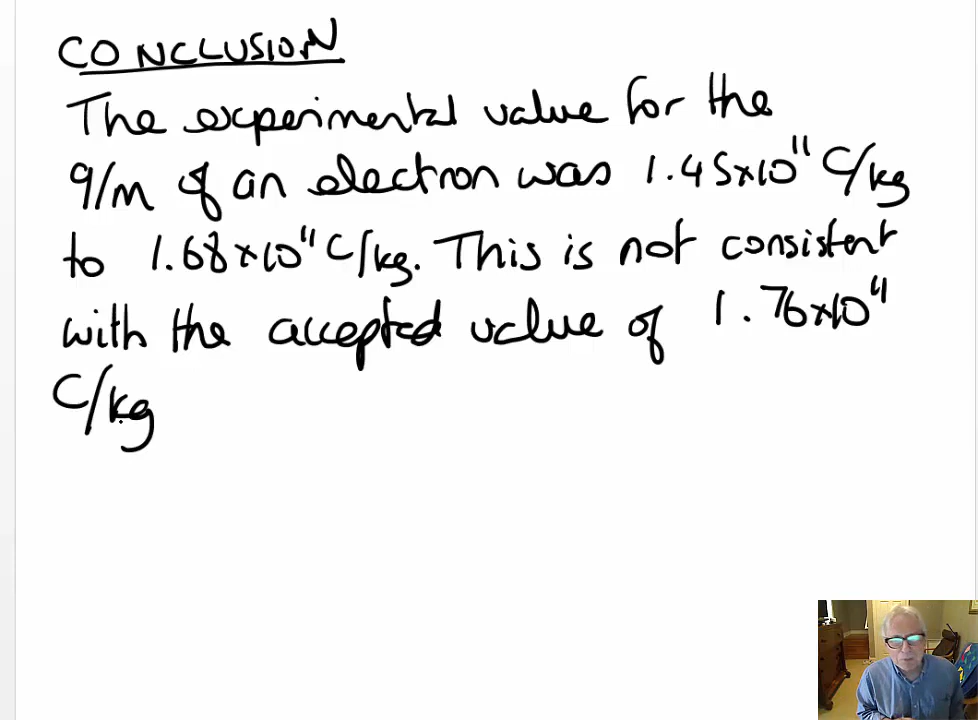 CONCLUSION
The experimental value for the
q/m of an electron was 1.45x10¹¹ C/kg
to 1.68x10¹¹ C/kg. This is not consistent
with the accepted value of 1.76x10¹¹
C/kg